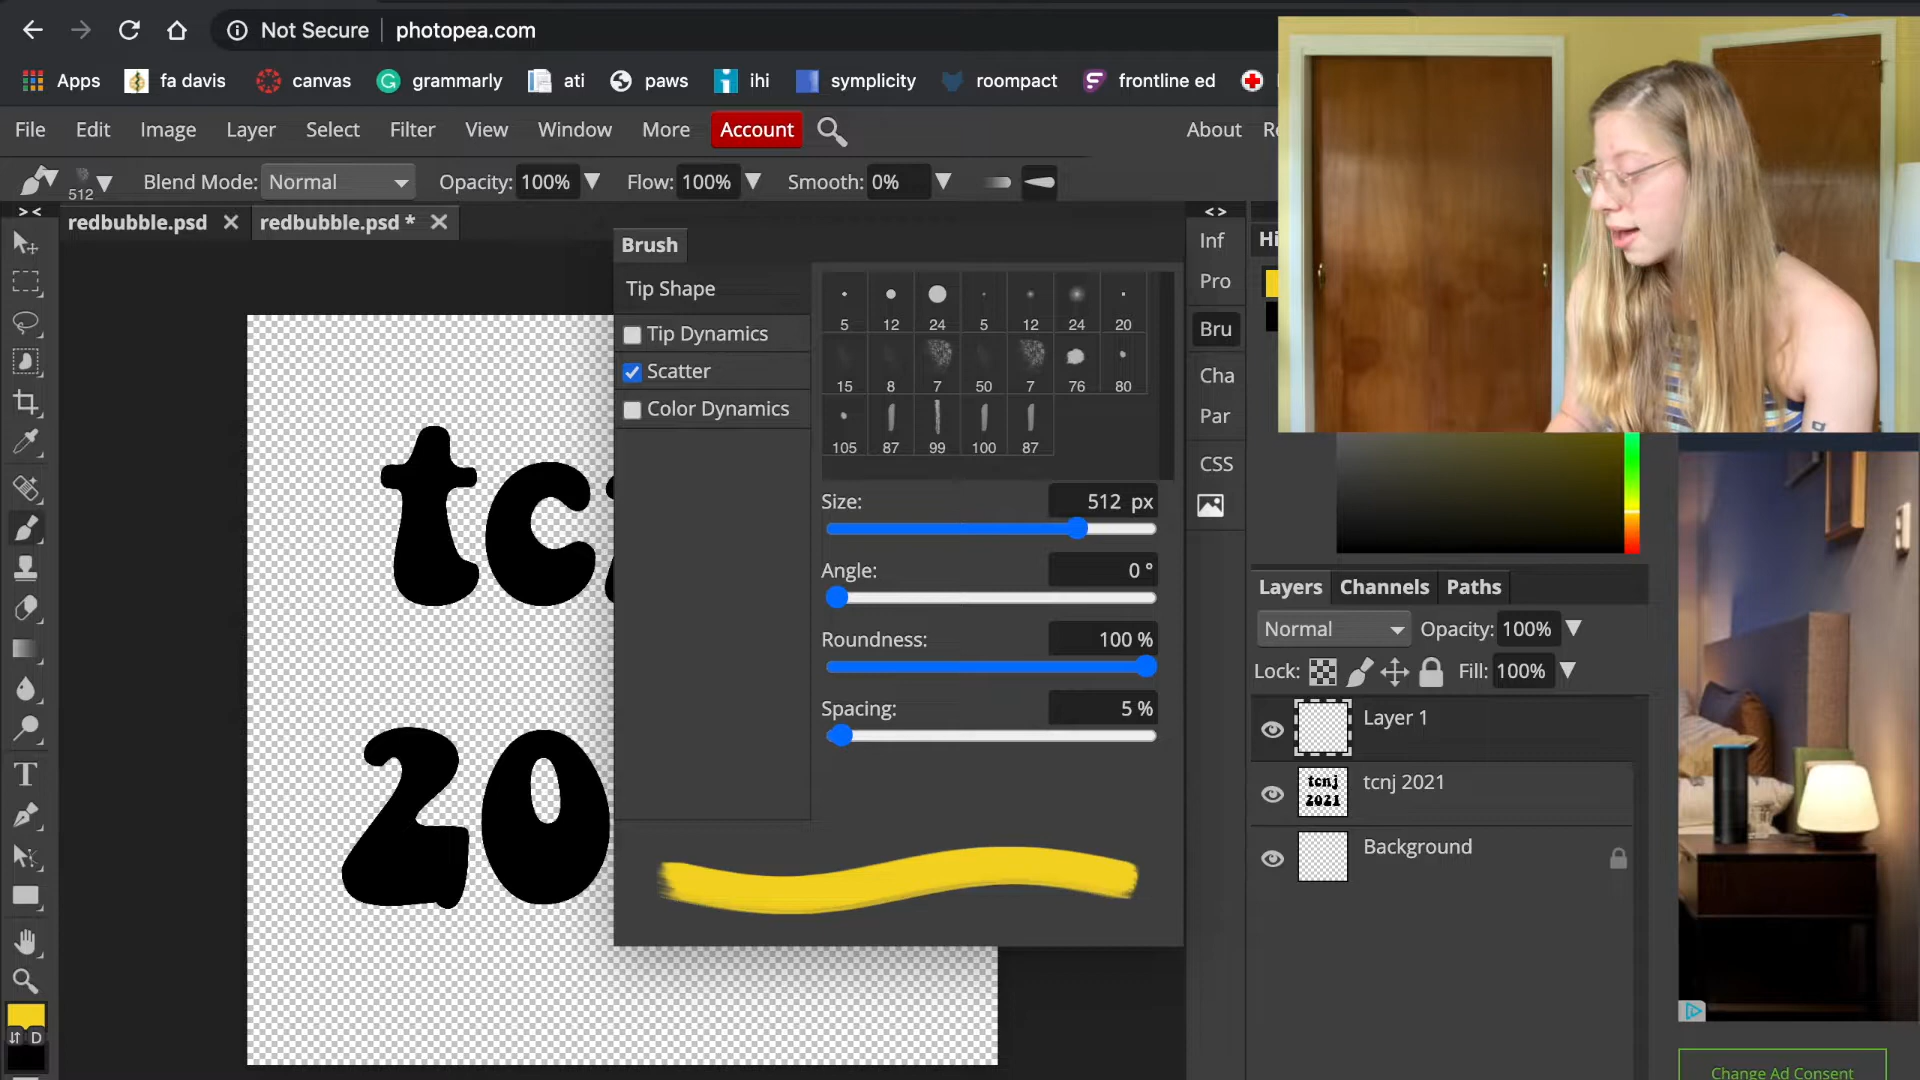 Not Secure photopea.com
Apps fa davis canvas grammarly ati paws ihi symplicity roompact frontline ed
File Edit Image Layer Select Filter View Window More Account About
512 Blend Mode: Normal Opacity: 100% Flow: 100% Smooth: 0%
> < redbubble.psd redbubble.psd *
< >
Brush
Inf
Tip Shape
Pro
5 12 24 5 12 24 20
Tip Dynamics
Bru
Scatter
15 8 7 50 7 76 80
Cha
Color Dynamics
Par
105 87 99 100 87
CSS
Size: 512 px
Angle: 0 °
Layers Channels Paths
Normal Opacity: 100%
Roundness: 100 %
Lock: Fill: 100%
Spacing: 5 %
Layer 1
tcnj
2021
tcnj 2021
Background
tc
20
D
Change Ad Consent